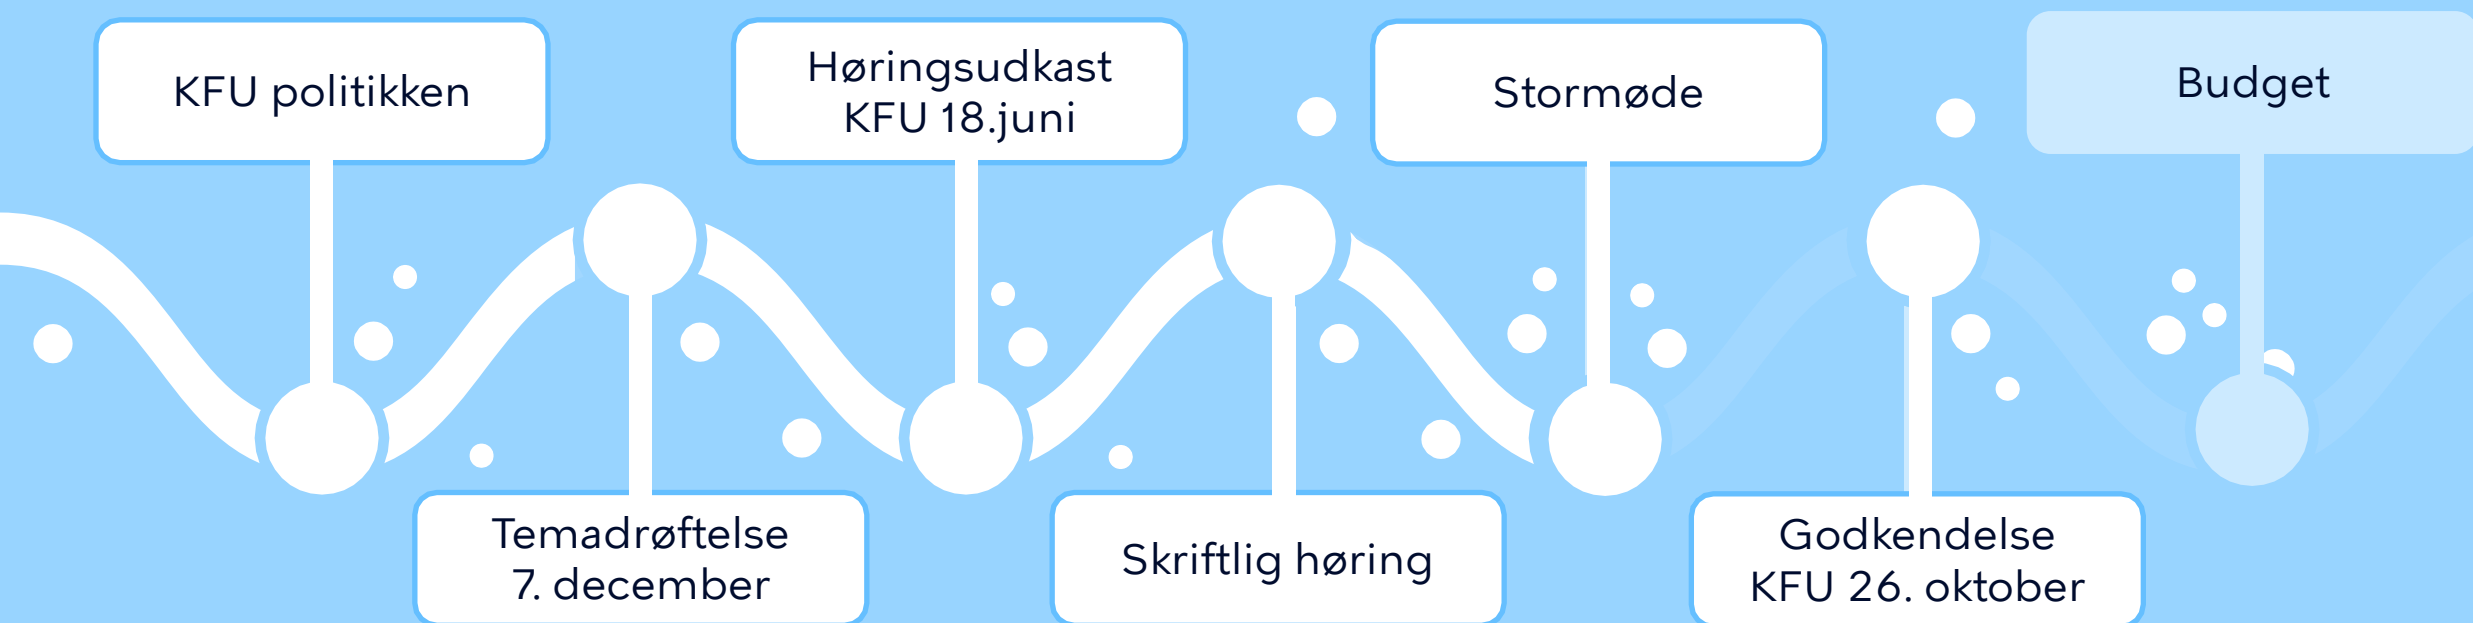 KFU politikken
Temadrøftelse
7. december
Høringsudkast
KFU 18.juni
Skriftlig høring
Stormøde
Godkendelse
KFU 26. oktober
Budget